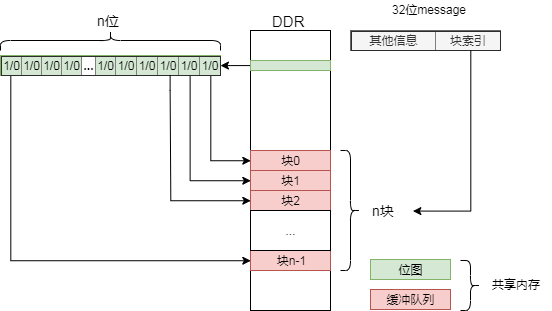 32位message
n位
DDR
其他信息 块索引
1/0 1/0 1/0 1/0 ... 1/0 1/0 1/0 1/0 1/0 1/0
块0
块1
块2
n块
...
块n-1
位图
共享内存
缓冲队列